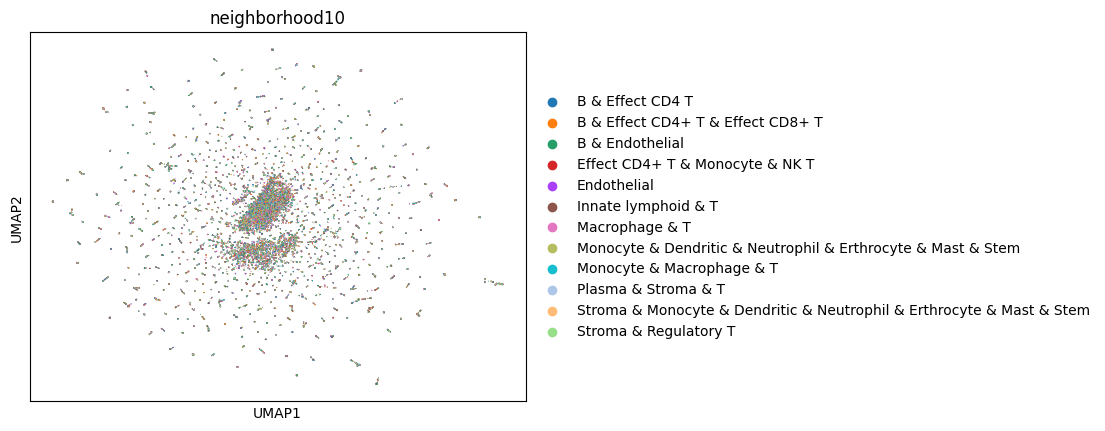 neighborhood10
UMAP2
UMAP1
B & Effect CD4 T
B & Effect CD4+ T & Effect CD8+ T
B & Endothelial
Effect CD4+ T & Monocyte & NK T
Endothelial
Innate lymphoid & T
Macrophage & T
Monocyte & Dendritic & Neutrophil & Erthrocyte & Mast & Stem
Monocyte & Macrophage & T
Plasma & Stroma & T
Stroma & Monocyte & Dendritic & Neutrophil & Erthrocyte & Mast & Stem
Stroma & Regulatory T